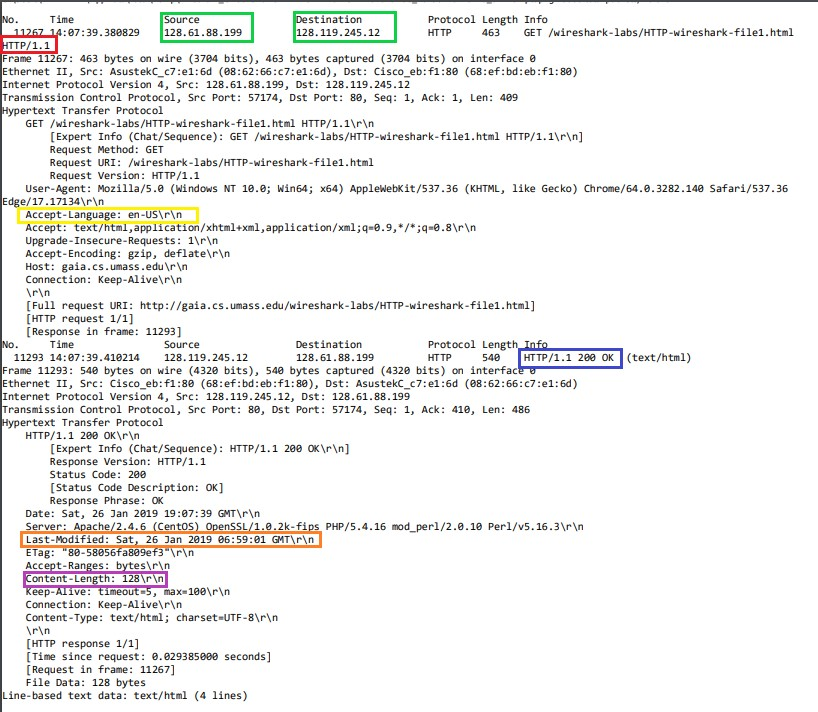 No. Time Source Destination Protocol Length Info
11267 14:07:39.380829 128.61.88.199 128.119.245.12 HTTP 463 GET /wireshark-labs/HTTP-wireshark-file1.html
HTTP/1.1
Frame 11267: 463 bytes on wire (3704 bits), 463 bytes captured (3704 bits) on interface 0
Ethernet II, Src: AsustekC_c7:e1:6d (08:62:66:c7:e1:6d), Dst: Cisco_eb:f1:80 (68:ef:bd:eb:f1:80)
Internet Protocol Version 4, Src: 128.61.88.199, Dst: 128.119.245.12
Transmission Control Protocol, Src Port: 57174, Dst Port: 80, Seq: 1, Ack: 1, Len: 409
Hypertext Transfer Protocol
GET /wireshark-labs/HTTP-wireshark-file1.html HTTP/1.1\r\n
[Expert Info (Chat/Sequence): GET /wireshark-labs/HTTP-wireshark-file1.html HTTP/1.1\r\n]
Request Method: GET
Request URI: /wireshark-labs/HTTP-wireshark-file1.html
Request Version: HTTP/1.1
User-Agent: Mozilla/5.0 (Windows NT 10.0; Win64; x64) AppleWebKit/537.36 (KHTML, like Gecko) Chrome/64.0.3282.140 Safari/537.36
Edge/17.17134\r\n
Accept-Language: en-US\r\n
Accept: text/html,application/xhtml+xml,application/xml;q=0.9,*/*;q=0.8\r\n
Upgrade-Insecure-Requests: 1\r\n
Accept-Encoding: gzip, deflate\r\n
Host: gaia.cs.umass.edu\r\n
Connection: Keep-Alive\r\n
\r\n
[Full request URI: http://gaia.cs.umass.edu/wireshark-labs/HTTP-wireshark-file1.html]
[HTTP request 1/1]
[Response in frame: 11293]
No. Time Source Destination Protocol Length Info
11293 14:07:39.410214 128.119.245.12 128.61.88.199 HTTP 540 HTTP/1.1 200 OK (text/html)
Frame 11293: 540 bytes on wire (4320 bits), 540 bytes captured (4320 bits) on interface 0
Ethernet II, Src: Cisco_eb:f1:80 (68:ef:bd:eb:f1:80), Dst: AsustekC_c7:e1:6d (08:62:66:c7:e1:6d)
Internet Protocol Version 4, Src: 128.119.245.12, Dst: 128.61.88.199
Transmission Control Protocol, Src Port: 80, Dst Port: 57174, Seq: 1, Ack: 410, Len: 486
Hypertext Transfer Protocol
HTTP/1.1 200 OK\r\n
[Expert Info (Chat/Sequence): HTTP/1.1 200 OK\r\n]
Response Version: HTTP/1.1
Status Code: 200
[Status Code Description: OK]
Response Phrase: OK
Date: Sat, 26 Jan 2019 19:07:39 GMT\r\n
Server: Apache/2.4.6 (CentOS) OpenSSL/1.0.2k-fips PHP/5.4.16 mod_perl/2.0.10 Perl/v5.16.3\r\n
Last-Modified: Sat, 26 Jan 2019 06:59:01 GMT\r\n
ETag: "80-58056fa809ef3"\r\n
Accept-Ranges: bytes\r\n
Content-Length: 128\r\n
Keep-Alive: timeout=5, max=100\r\n
Connection: Keep-Alive\r\n
Content-Type: text/html; charset=UTF-8\r\n
\r\n
[HTTP response 1/1]
[Time since request: 0.029385000 seconds]
[Request in frame: 11267]
File Data: 128 bytes
Line-based text data: text/html (4 lines)